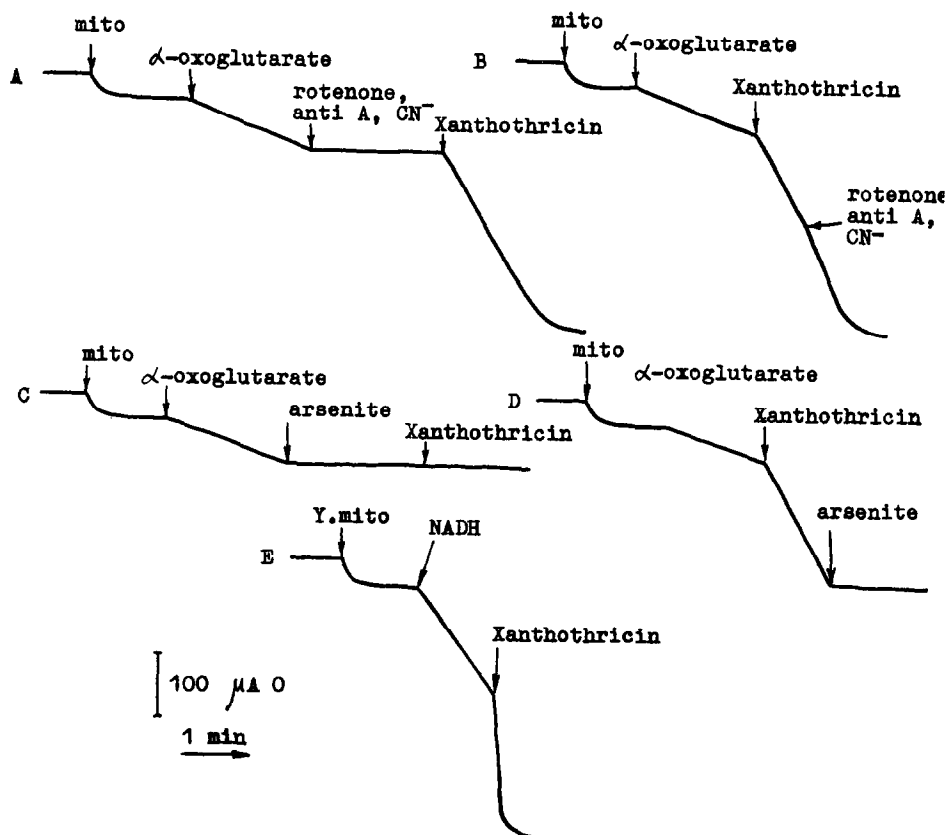 A
mito
α-oxoglutarate
rotenone,
anti A, CN⁻
Xanthothricin
B
mito
α-oxoglutarate
Xanthothricin
rotenone
anti A,
CN⁻
C
mito
α-oxoglutarate
arsenite
Xanthothricin
D
mito
α-oxoglutarate
Xanthothricin
arsenite
E
Y.mito
NADH
Xanthothricin
100 μA O
1 min